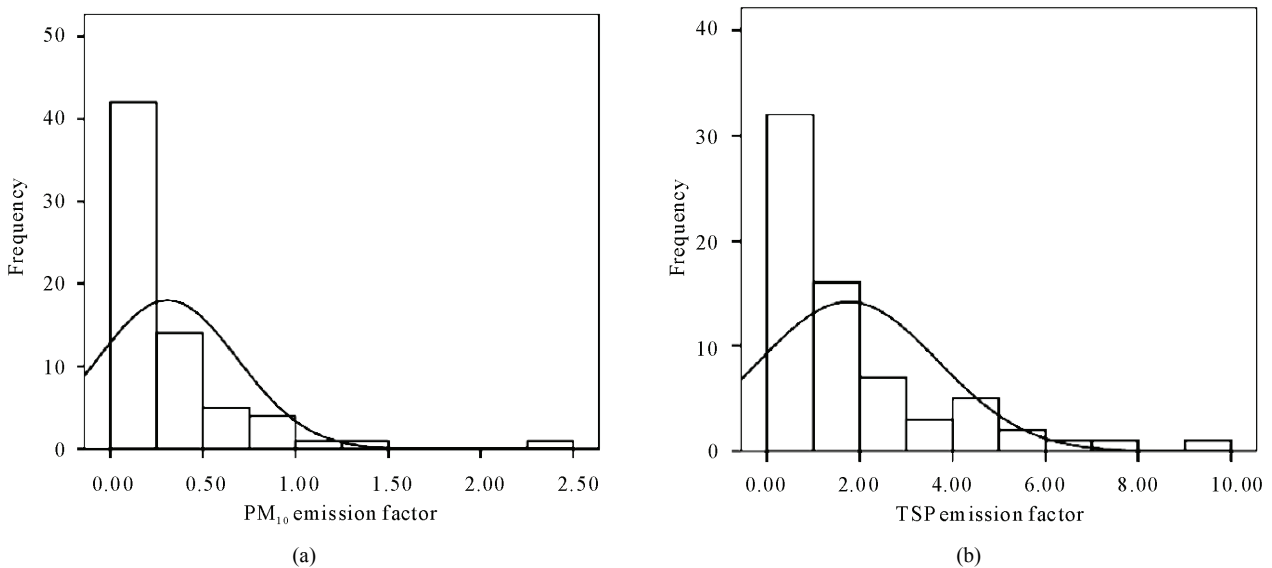 50
40
30
20
10
0
Frequency
0.00 0.50 1.00 1.50 2.00 2.50
PM₁₀ emission factor
(a)
40
30
20
10
0
Frequency
0.00 2.00 4.00 6.00 8.00 10.00
TSP emission factor
(b)